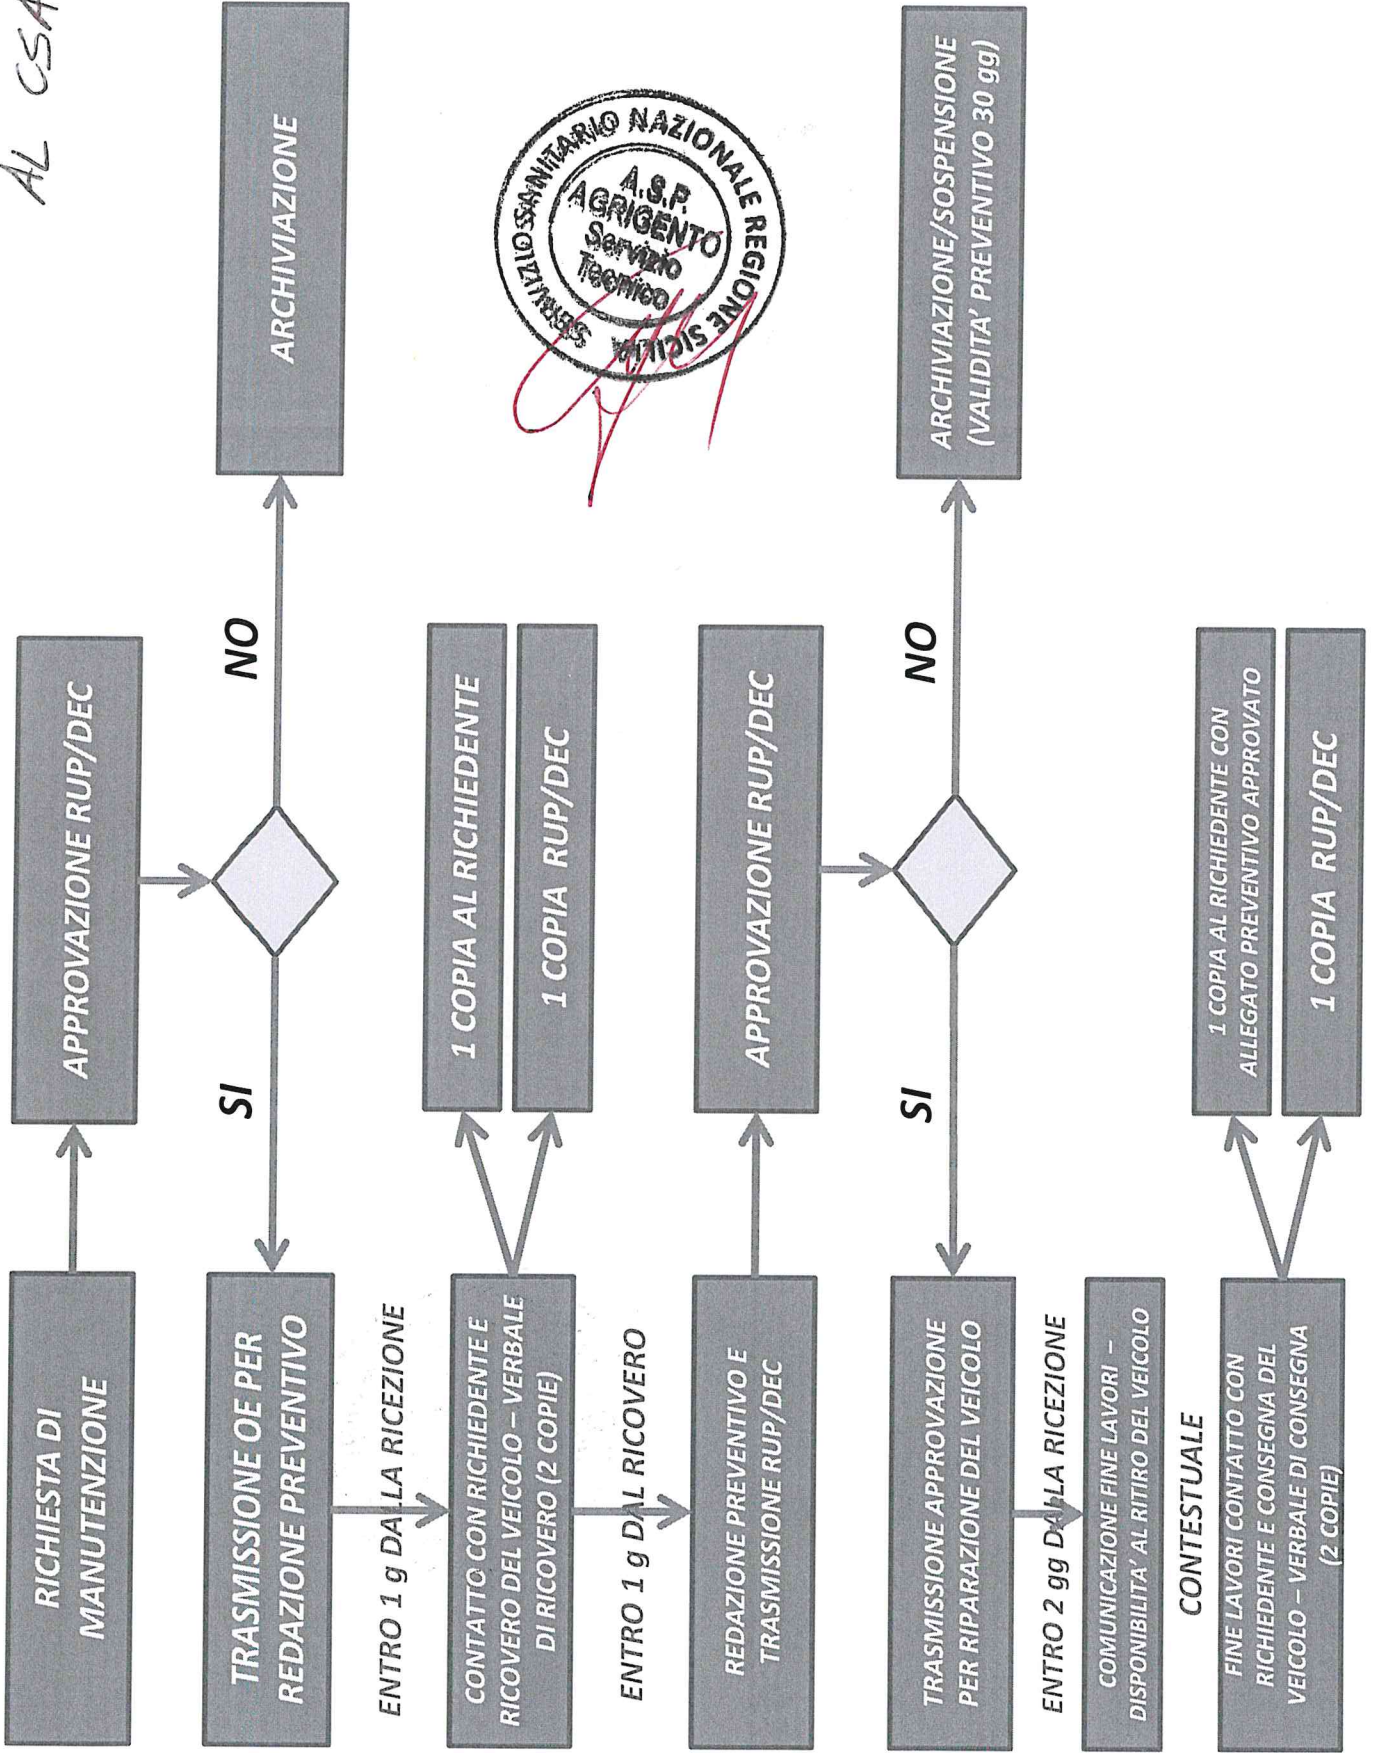 AL CSA
RICHIESTA DI
MANUTENZIONE
APPROVAZIONE RUP/DEC
SI
NO
ARCHIVIAZIONE
TRASMISSIONE OE PER
REDAZIONE PREVENTIVO
ENTRO 1 g DALLA RICEZIONE
CONTATTO CON RICHIEDENTE E
RICOVERO DEL VEICOLO – VERBALE
DI RICOVERO (2 COPIE)
1 COPIA AL RICHIEDENTE
1 COPIA RUP/DEC
SERVIZIO SANITARIO NAZIONALE REGIONE SICILIA
A.S.P.
AGRIGENTO
Servizio
Tecnico
ENTRO 1 g DAL RICOVERO
REDAZIONE PREVENTIVO E
TRASMISSIONE RUP/DEC
APPROVAZIONE RUP/DEC
SI
NO
ARCHIVIAZIONE/SOSPENSIONE
(VALIDITA' PREVENTIVO 30 gg)
TRASMISSIONE APPROVAZIONE
PER RIPARAZIONE DEL VEICOLO
ENTRO 2 gg DALLA RICEZIONE
COMUNICAZIONE FINE LAVORI –
DISPONIBILITA' AL RITIRO DEL VEICOLO
CONTESTUALE
FINE LAVORI CONTATTO CON
RICHIEDENTE E CONSEGNA DEL
VEICOLO – VERBALE DI CONSEGNA
(2 COPIE)
1 COPIA AL RICHIEDENTE CON
ALLEGATO PREVENTIVO APPROVATO
1 COPIA RUP/DEC